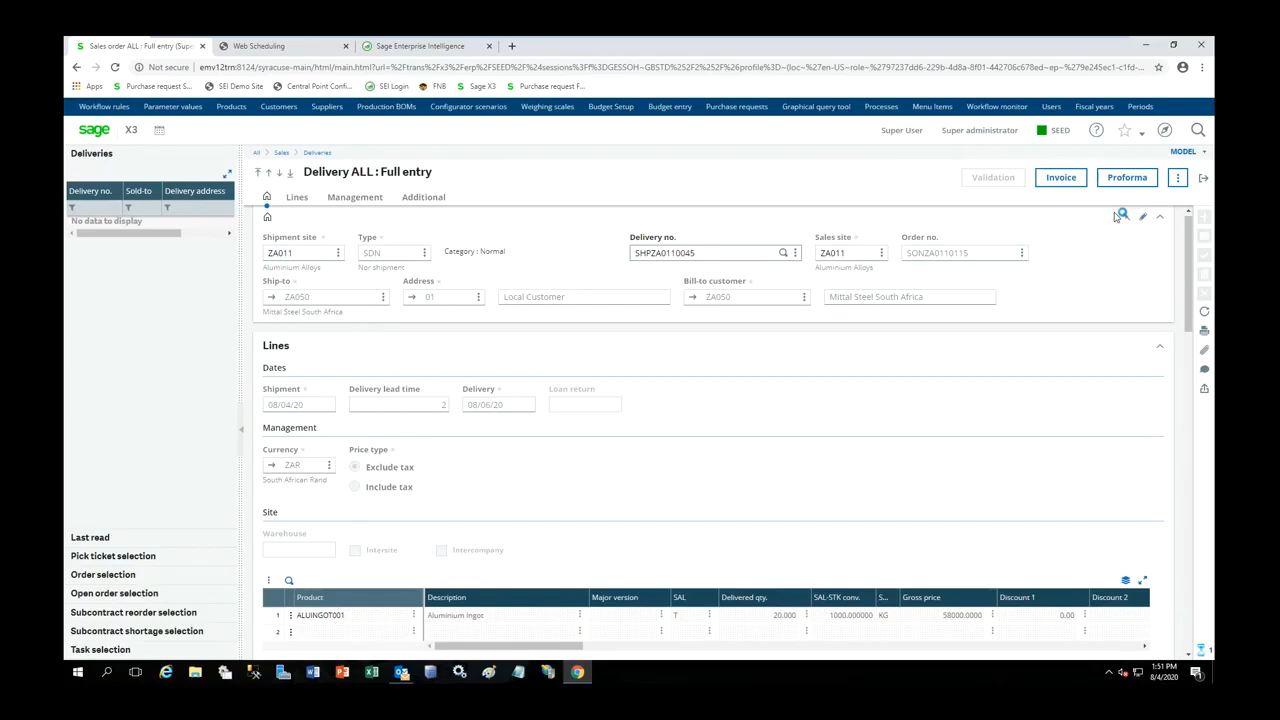 Sales order ALL : Full entry (Supe
Web Scheduling
Sage Enterprise Intelligence
Not secure
emv12trn:8124/syracuse-main/html/main.html?url=%2Ftrans%2Fx3%2Ferp%2FSEED%2F%24sessions%3Ff%3DGESSOH~GBSTD%252F2%252F%26profile%3D~(loc~(%27en-US~role~(%2797237dd6-229b-4d8a-8f01-442706c678ed~ep~(%279e245ec1-c1fd-...
Apps
Purchase request S...
SEI Demo Site
Central Point Confi...
SEI Login
FNB
Sage X3
Purchase request F...
Workflow rules
Parameter values
Products
Customers
Suppliers
Production BOMs
Configurator scenarios
Weighing scales
Budget Setup
Budget entry
Purchase requests
Graphical query tool
Processes
Menu Items
Workflow monitor
Users
Fiscal years
Periods
sage
X3
Super User
Super administrator
SEED
Deliveries
All > Sales > Deliveries
MODEL
Delivery ALL : Full entry
Validation
Invoice
Proforma
Delivery no.
Sold-to
Delivery address
No data to display
Lines
Management
Additional
Shipment site
Type
Delivery no.
Sales site
Order no.
ZA011
SDN
Category : Normal
SHPZA0110045
ZA011
SONZA0110115
Aluminium Alloys
Nor shipment
Aluminium Alloys
Ship-to
Address
Bill-to customer
ZA050
01
Local Customer
ZA050
Mittal Steel South Africa
Mittal Steel South Africa
Lines
Dates
Shipment
Delivery lead time
Delivery
Loan return
08/04/20
2
08/06/20
Management
Currency
Price type
ZAR
Exclude tax
South African Rand
Include tax
Site
Warehouse
Intersite
Intercompany
Last read
Pick ticket selection
Order selection
Open order selection
Subcontract reorder selection
Subcontract shortage selection
Task selection
Product
Description
Major version
SAL
Delivered qty.
SAL-STK conv.
S...
Gross price
Discount 1
Discount 2
1
ALUINGOT001
Aluminium Ingot
T
20.000
1000.000000
KG
58000.0000
0.00
2
1
1:51 PM
8/4/2020
1